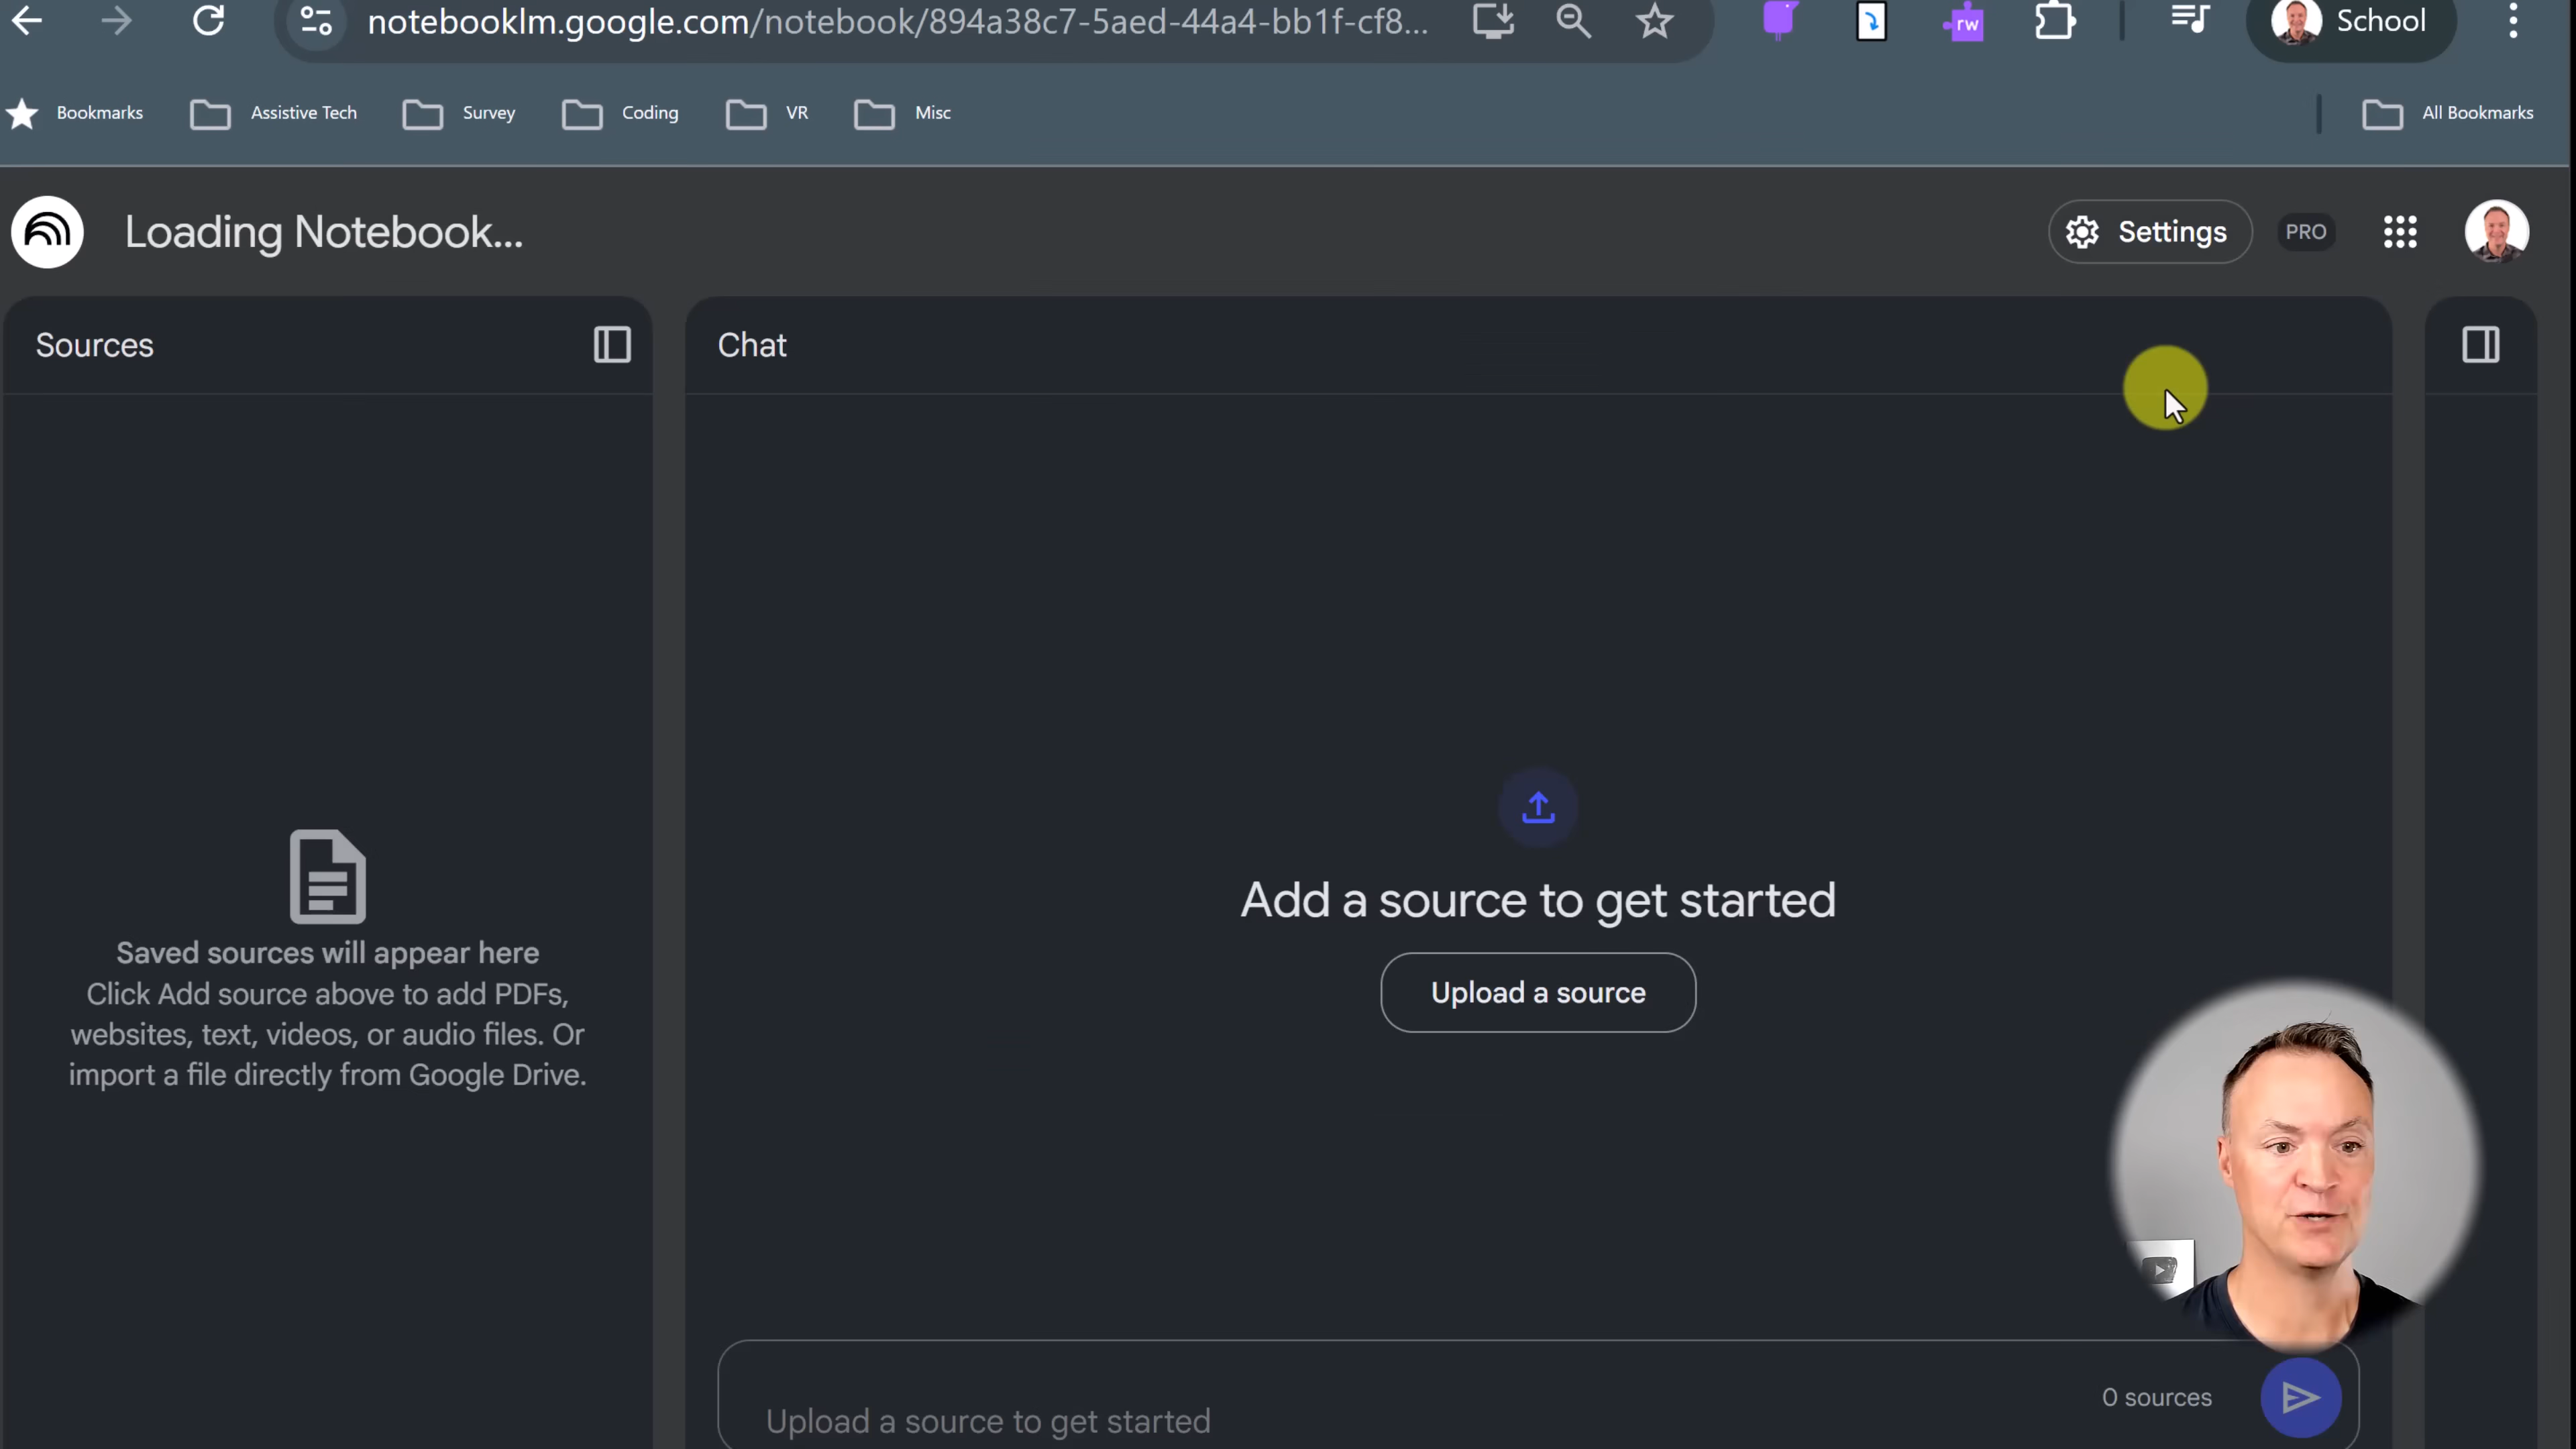 notebooklm.google.com/notebook/894a38c7-5aed-44a4-bb1f-cf8...
rw
School
Bookmarks
Assistive Tech
Survey
Coding
VR
Misc
All Bookmarks
Loading Notebook...
Settings
PRO
Sources
Chat
Saved sources will appear here
Click Add source above to add PDFs,
websites, text, videos, or audio files. Or
import a file directly from Google Drive.
Add a source to get started
Upload a source
Upload a source to get started
0 sources